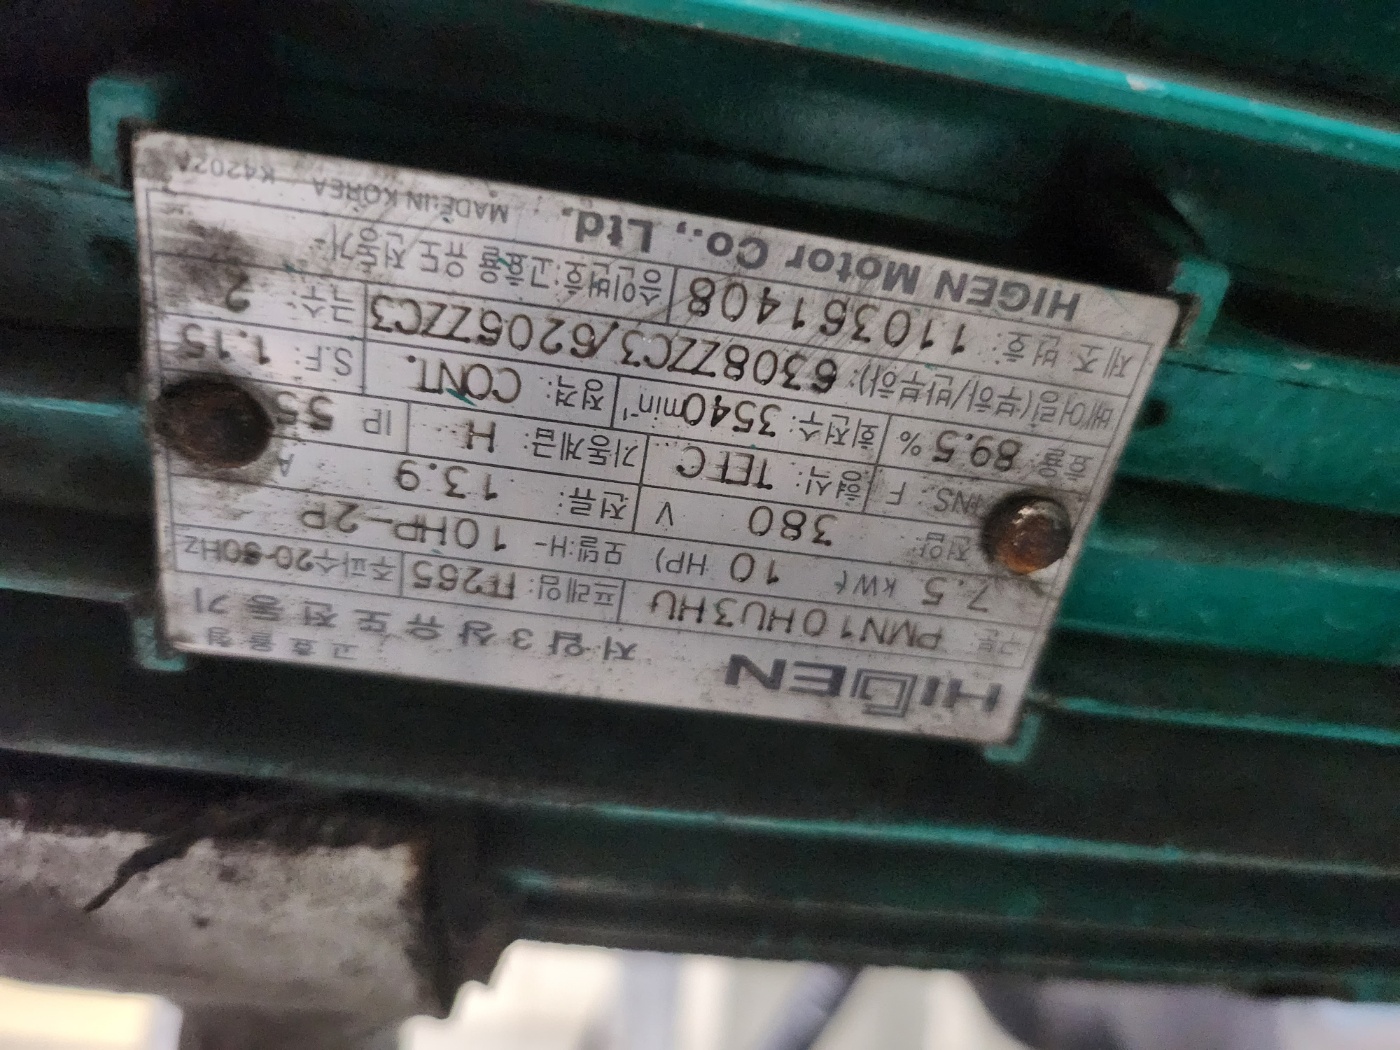 HIGEN 저압3상유도전동기 고효율형
구분: PMN10HU3HU 프레임: FF265 주파수 20-60Hz
7.5 kW( 10 HP) 모델:H- 10HP-2P
전압: 380 V 전류: 13.9 A
INS: F 형식: TEFC 기동계급: H IP 55
효율: 89.5 % 회전수: 3540min⁻¹ 정격: CONT. S.F: 1.15
베어링(부하/반부하): 6308ZZC3/6206ZZC3 극수: 2
제조 번호: 110361408 승인번호:고효율 유도 전동기-
HIGEN Motor Co., Ltd. MADE IN KOREA